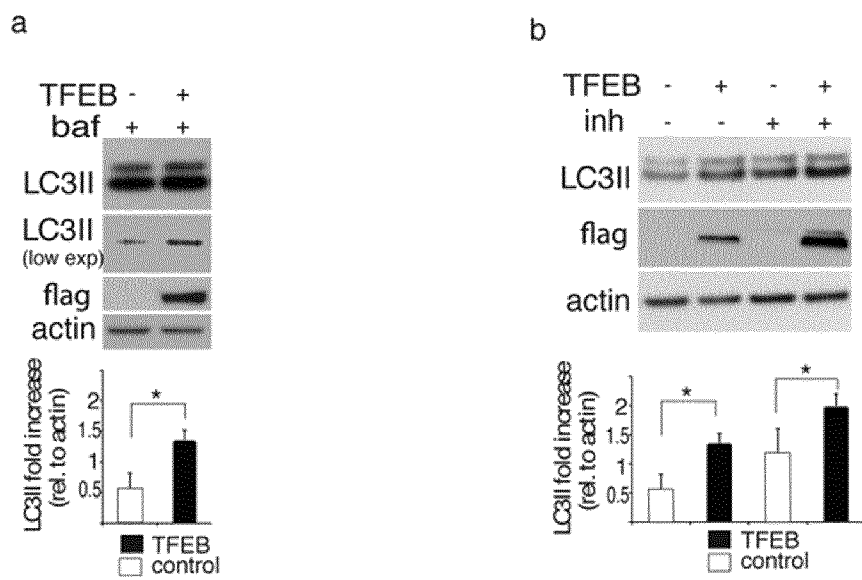 a
TFEB - +
baf + +
LC3II
LC3II
(low exp)
flag
actin
LC3II fold increase
(rel. to actin)
2
1.5
1
0.5
*
TFEB
control
b
TFEB - + - +
inh - - + +
LC3II
flag
actin
LC3II fold increase
(rel. to actin)
2
1.5
1
0.5
*
*
TFEB
control